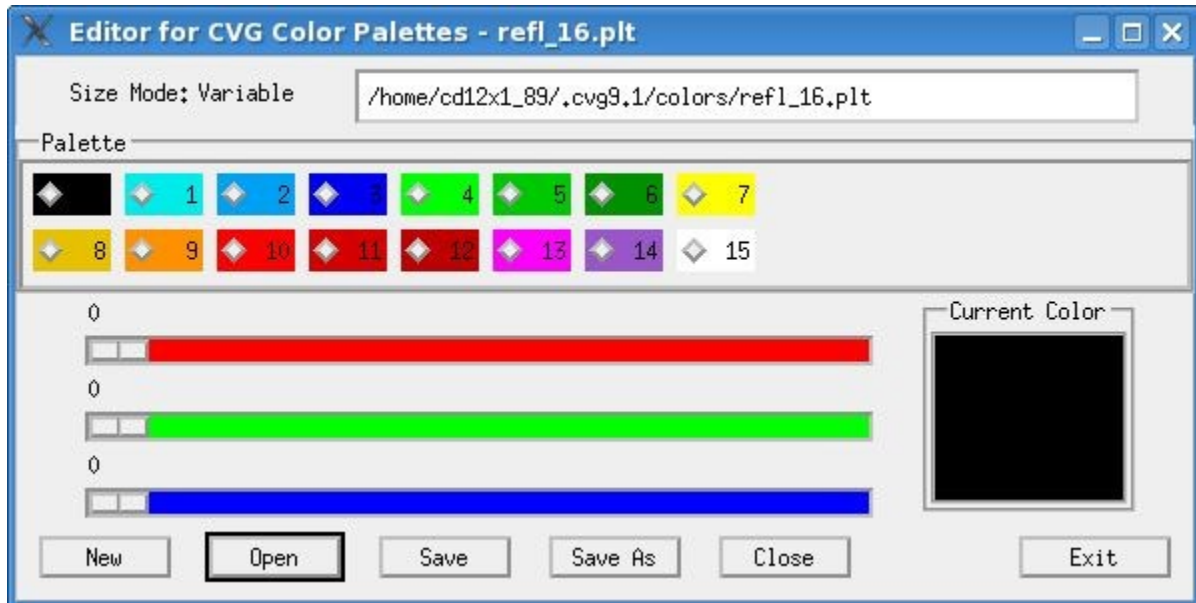 Editor for CVG Color Palettes - refl_16.plt
Size Mode: Variable /home/cd12x1_89/.cvg9.1/colors/refl_16.plt
Palette
1 2 3 4 5 6 7
8 9 10 11 12 13 14 15
0
Current Color
0
0
New Open Save Save As Close Exit